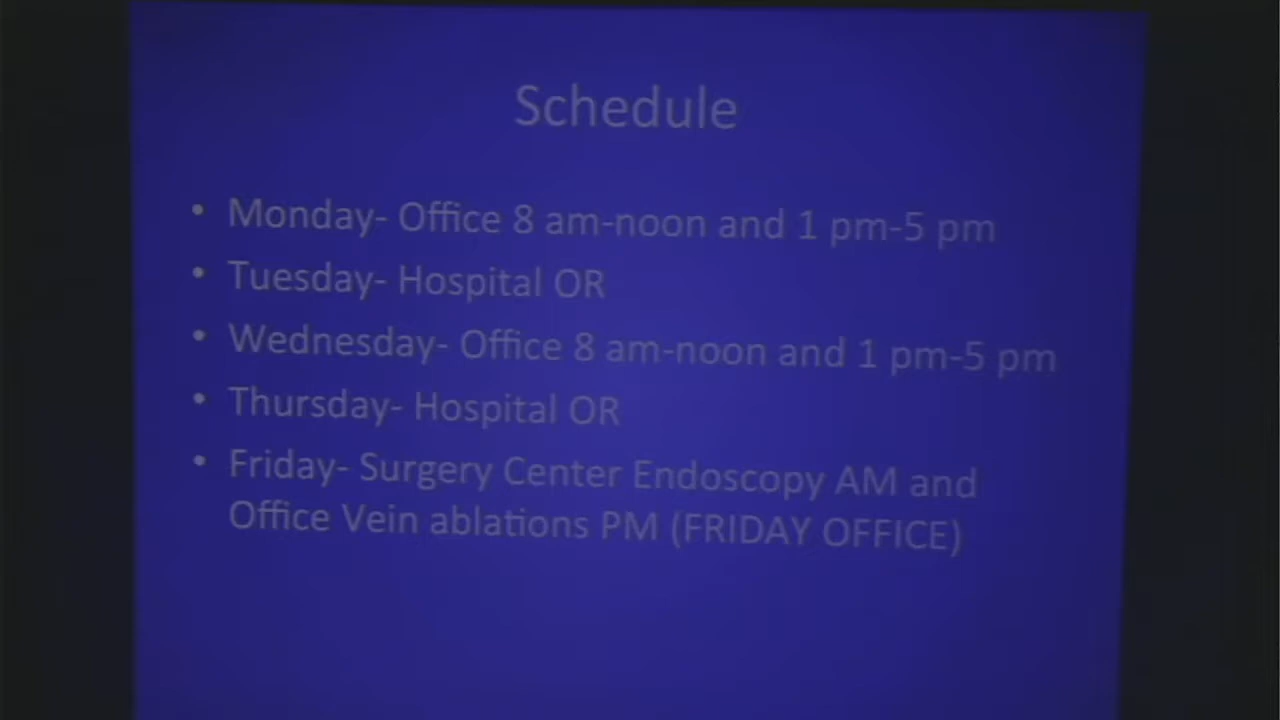 Schedule
• Monday- Office 8 am-noon and 1 pm-5 pm
• Tuesday- Hospital OR
• Wednesday- Office 8 am-noon and 1 pm-5 pm
• Thursday- Hospital OR
• Friday- Surgery Center Endoscopy AM and
Office Vein ablations PM (FRIDAY OFFICE)